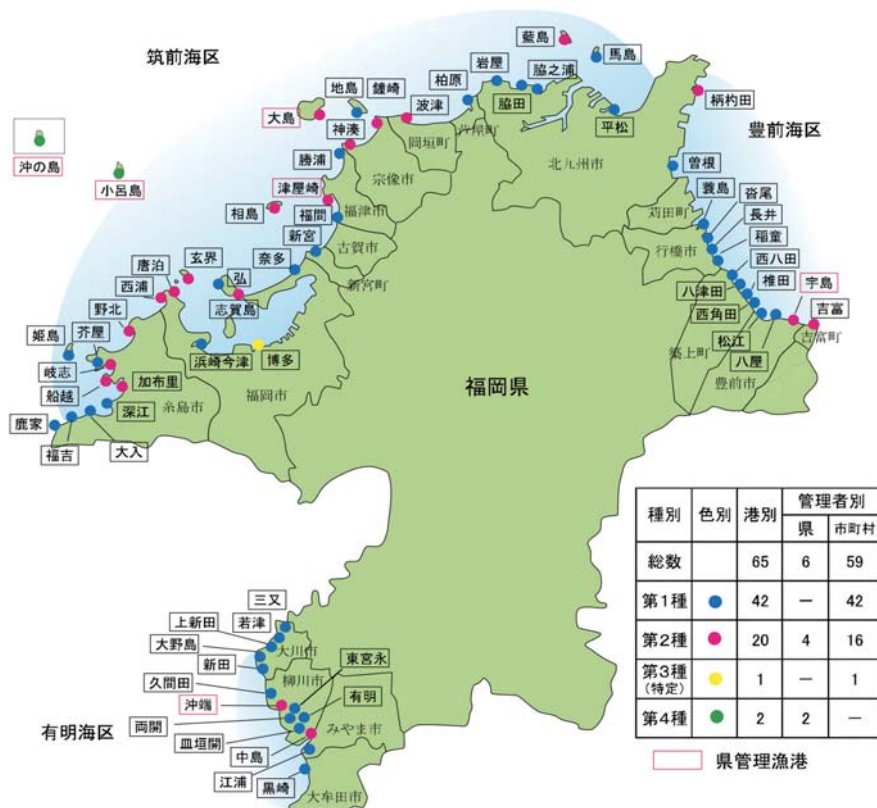 筑前海区
藍島
馬島
岩屋
脇之浦
柏原
地島
鐘崎
波津
脇田
柄杓田
大島
神湊
芦屋町
平松
豊前海区
岡垣町
沖の島
勝浦
宗像市
北九州市
曽根
小呂島
津屋崎
蓑島
沓尾
相島
福間
福津市
苅田町
長井
新宮
古賀市
行橋市
稲童
玄界
奈多
西八田
唐泊
弘
新宮町
八津田
椎田
宇島
西浦
志賀島
西角田
吉富
野北
松江
吉富町
姫島
芥屋
浜崎今津
博多
築上町
八屋
岐志
福岡県
豊前市
船越
加布里
福岡市
糸島市
鹿家
深江
福吉
大入
種別 色別 港別 管理者別
県 市町村
総数 65 6 59
第1種 42 ー 42
第2種 20 4 16
第3種
(特定) 1 ー 1
第4種 2 2 ー
県管理漁港
三又
上新田
若津
大野島
大川市
新田
東宮永
柳川市
久間田
有明
沖端
有明海区
両開
みやま市
皿垣開
中島
江浦
黒崎
大牟田市